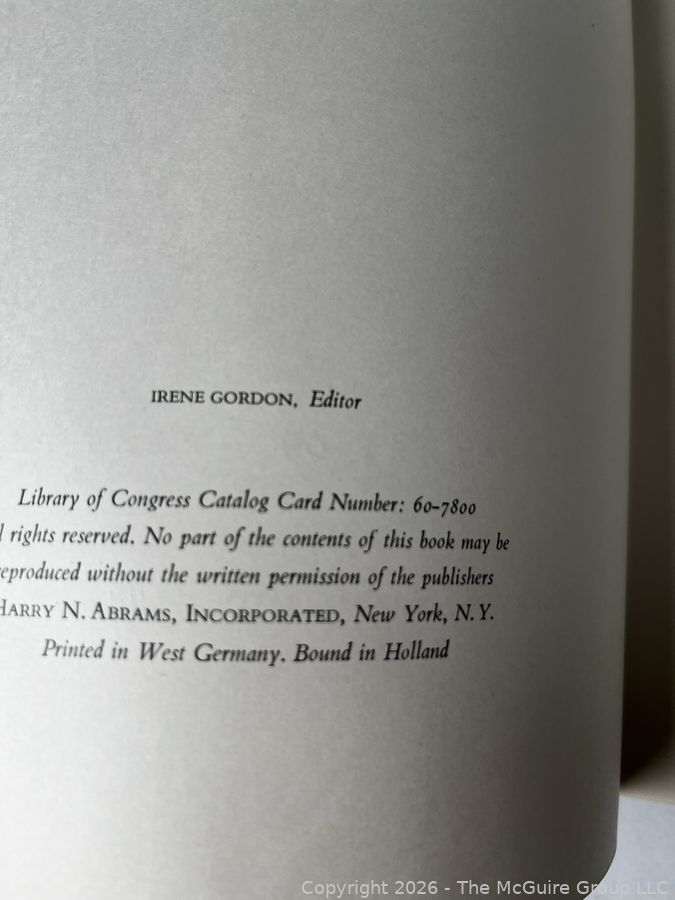 IRENE GORDON, Editor
Library of Congress Catalog Card Number: 60-7800
rights reserved. No part of the contents of this book may be
reproduced without the written permission of the publishers
HARRY N. ABRAMS, INCORPORATED, New York, N.Y.
Printed in West Germany. Bound in Holland
Copyright 2026 - The McGuire Group LLC